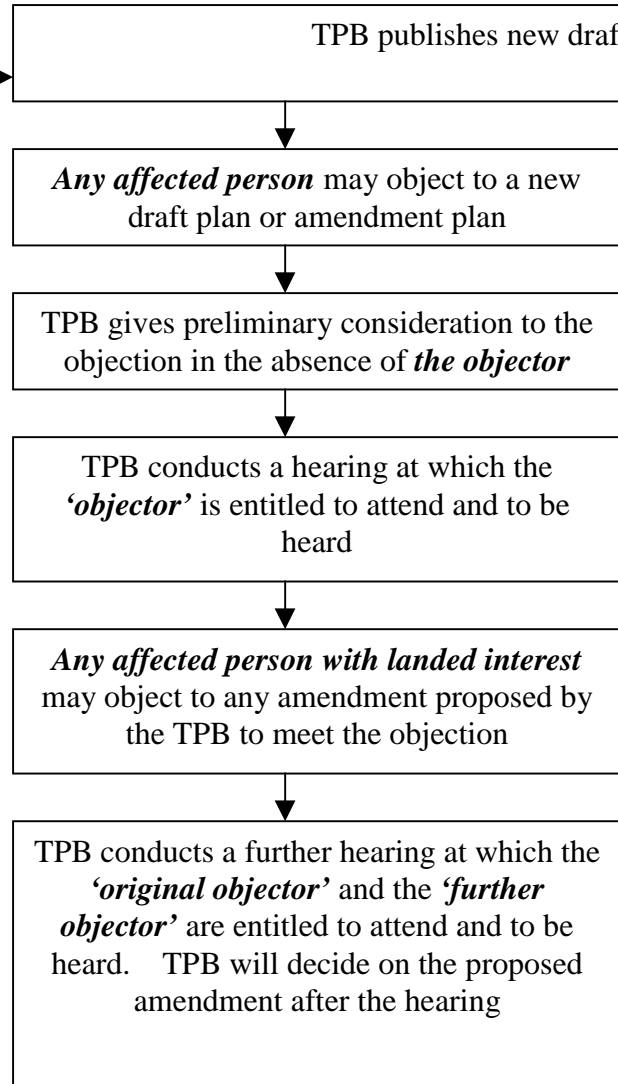 TPB publishes new
Any affected person may object to a new
draft plan or amendment plan
TPB gives preliminary consideration to the
objection in the absence of the objector
TPB conducts a hearing at which the
‘objector’ is entitled to attend and to be
heard
Any affected person with landed interest
may object to any amendment proposed by
the TPB to meet the objection
TPB conducts a further hearing at which the
‘original objector’ and the ‘further
objector’ are entitled to attend and to be
heard. TPB will decide on the proposed
amendment after the hearing